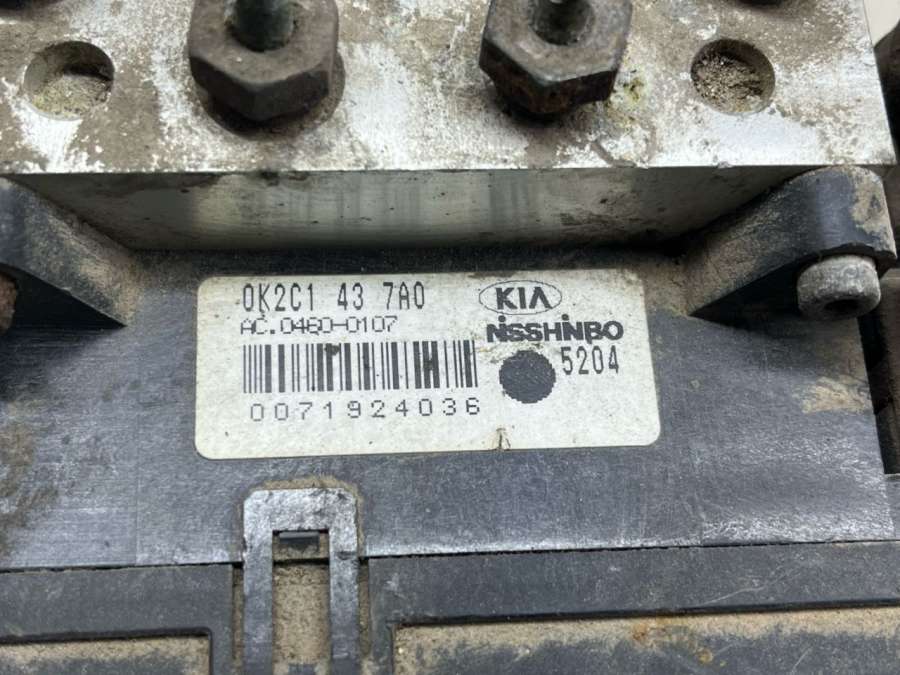 0K2C1 43 7A0
KIA
AC.0460-0107
NiSSHiNBO
5204
0071924036